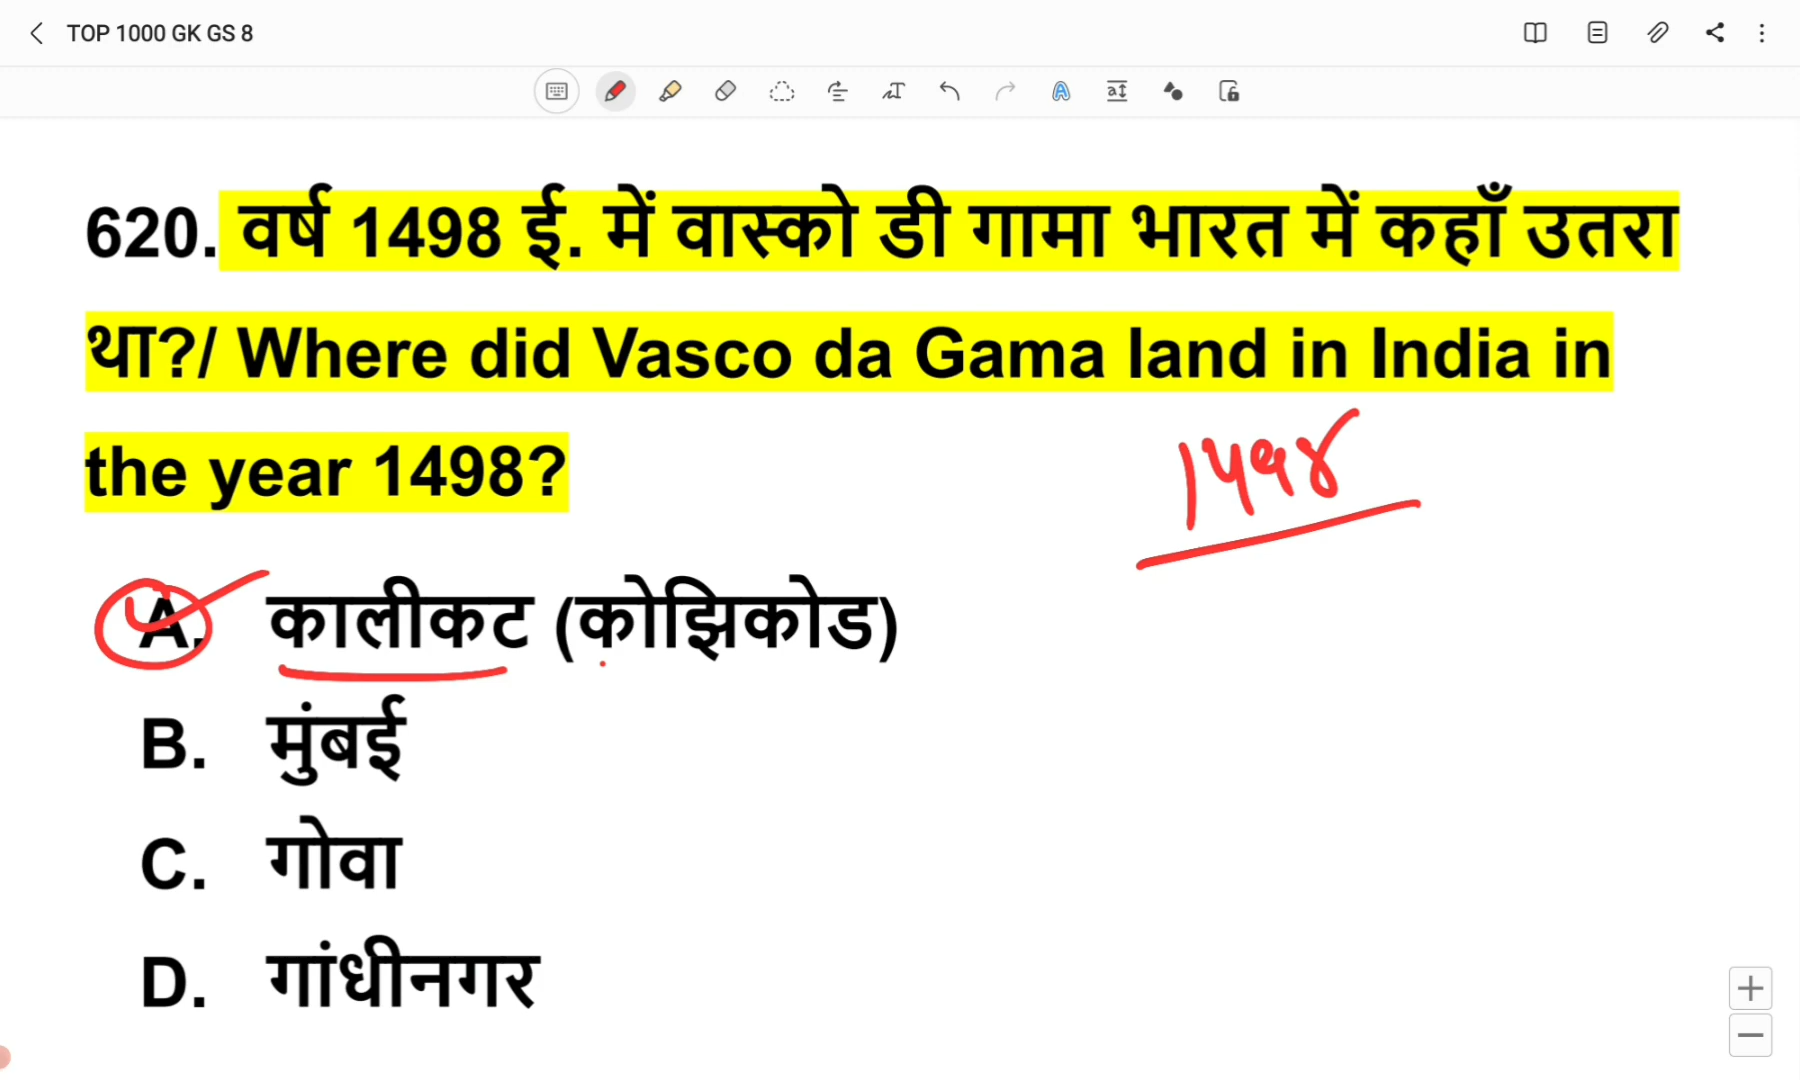 TOP 1000 GK GS 8
620. वर्ष 1498 ई. में वास्को डी गामा भारत में कहाँ उतरा
था?/ Where did Vasco da Gama land in India in
the year 1498?
1498
A. कालीकट (कोझिकोड)
B. मुंबई
C. गोवा
D. गांधीनगर